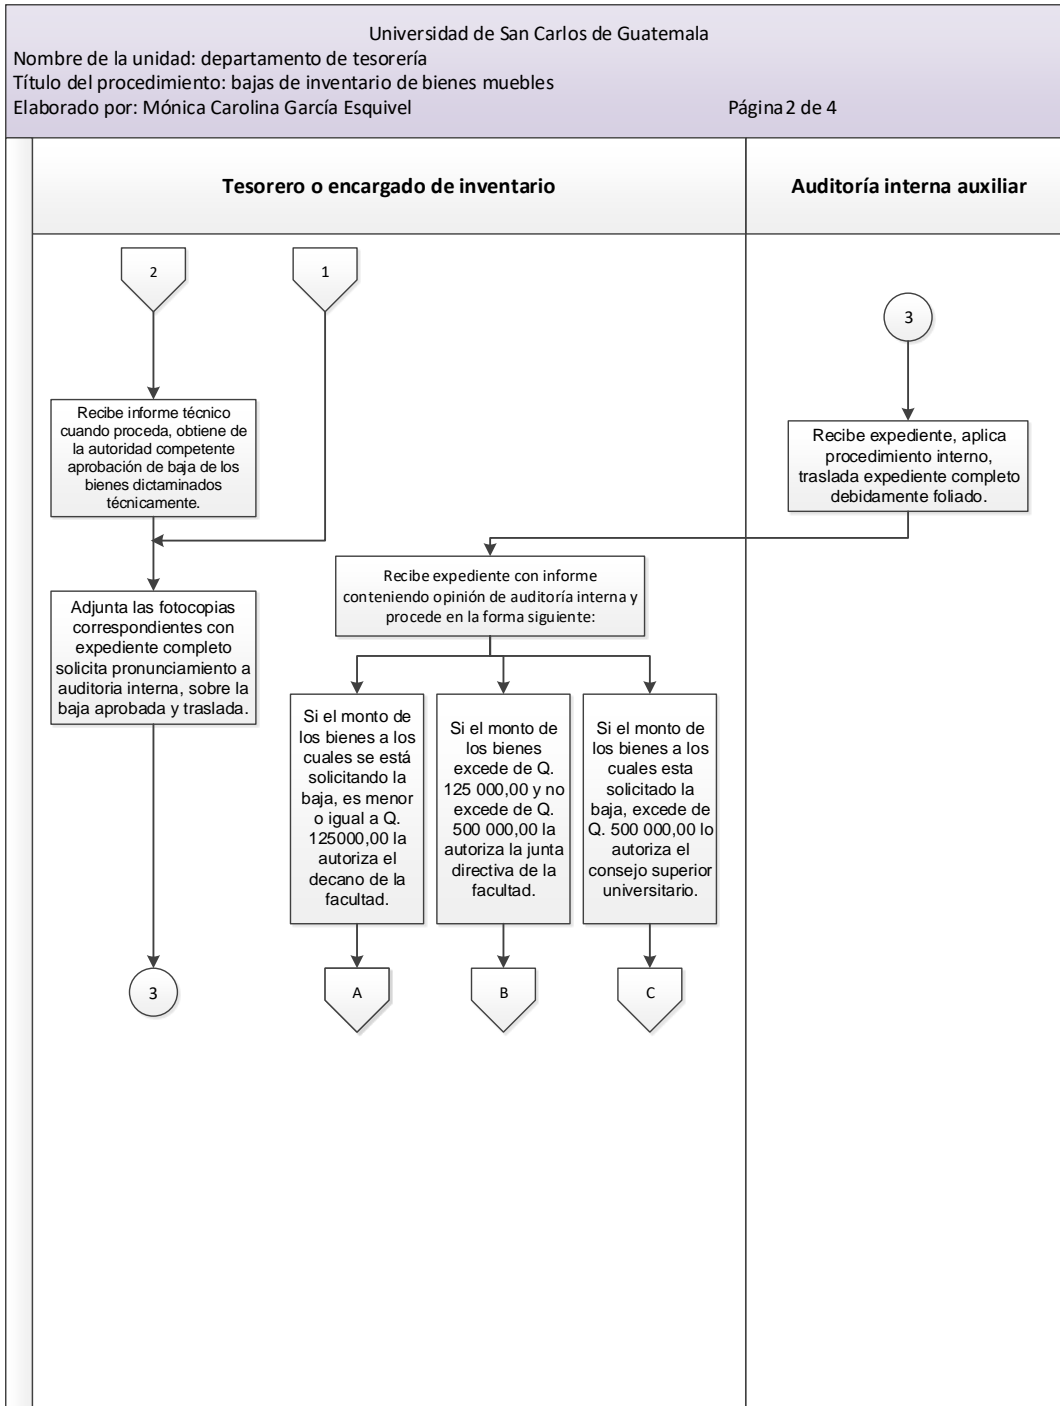 Universidad de San Carlos de Guatemala
Nombre de la unidad: departamento de tesorería
Título del procedimiento: bajas de inventario de bienes muebles
Elaborado por: Mónica Carolina García Esquivel
Página 2 de 4
Tesorero o encargado de inventario
Auditoría interna auxiliar
2
1
3
Recibe informe técnico
cuando proceda, obtiene de
la autoridad competente
aprobación de baja de los
bienes dictaminados
técnicamente.
Recibe expediente, aplica
procedimiento interno,
traslada expediente completo
debidamente foliado.
Recibe expediente con informe
conteniendo opinión de auditoría interna y
procede en la forma siguiente:
Adjunta las fotocopias
correspondientes con
expediente completo
solicita pronunciamiento a
auditoria interna, sobre la
baja aprobada y traslada.
Si el monto de
los bienes a los
cuales se está
solicitando la
baja, es menor
o igual a Q.
125000,00 la
autoriza el
decano de la
facultad.
Si el monto de
los bienes
excede de Q.
125 000,00 y no
excede de Q.
500 000,00 la
autoriza la junta
directiva de la
facultad.
Si el monto de
los bienes a los
cuales esta
solicitado la
baja, excede de
Q. 500 000,00 lo
autoriza el
consejo superior
universitario.
3
A
B
C